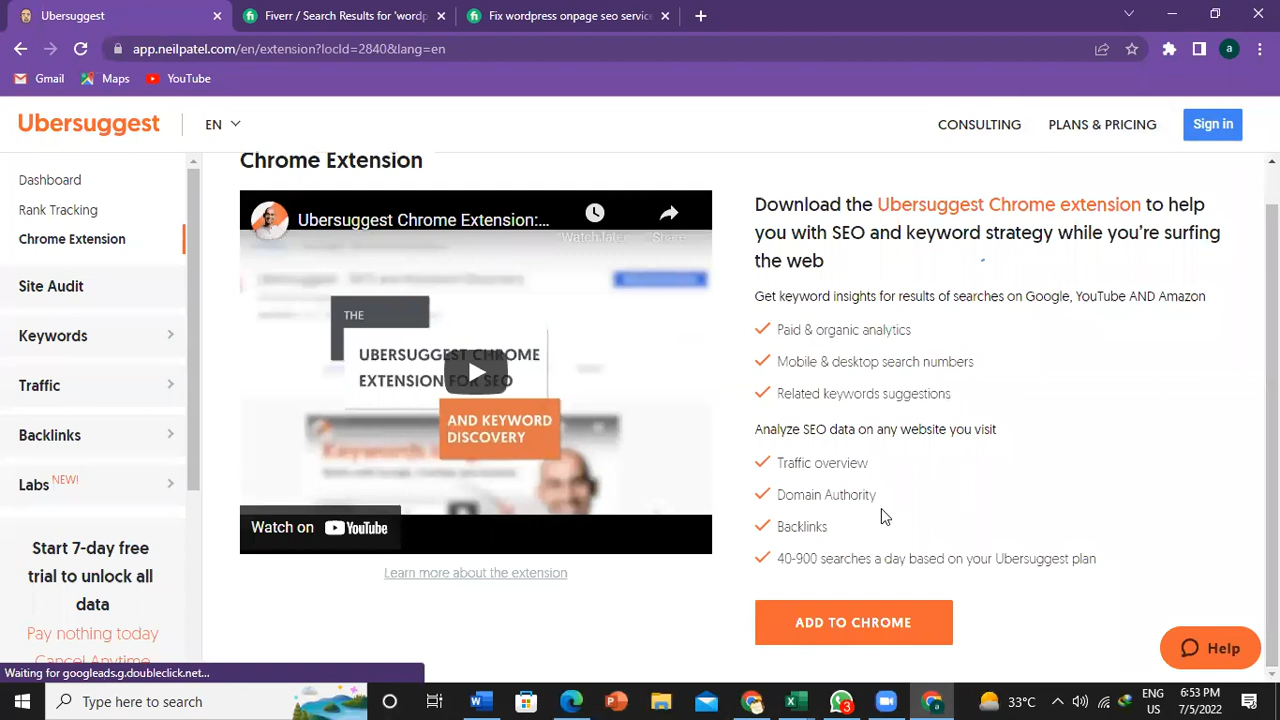 Ubersuggest
Fiverr / Search Results for 'wordp
Fix wordpress onpage seo service
app.neilpatel.com/en/extension?locId=2840&lang=en
a
Gmail
Maps
YouTube
Ubersuggest
EN
CONSULTING
PLANS & PRICING
Sign in
Dashboard
Rank Tracking
Chrome Extension
Site Audit
Keywords
Traffic
Backlinks
Labs NEW!
Start 7-day free
trial to unlock all
data
Pay nothing today
Cancel Anytime
Chrome Extension
Ubersuggest Chrome Extension:...
Watch later
Share
THE
UBERSUGGEST CHROME
EXTENSION FOR SEO
AND KEYWORD
DISCOVERY
Watch on YouTube
Learn more about the extension
Download the Ubersuggest Chrome extension to help
you with SEO and keyword strategy while you're surfing
the web
Get keyword insights for results of searches on Google, YouTube AND Amazon
Paid & organic analytics
Mobile & desktop search numbers
Related keywords suggestions
Analyze SEO data on any website you visit
Traffic overview
Domain Authority
Backlinks
40-900 searches a day based on your Ubersuggest plan
ADD TO CHROME
Help
Waiting for googleads.g.doubleclick.net...
Type here to search
3
33°C
ENG
US
6:53 PM
7/5/2022